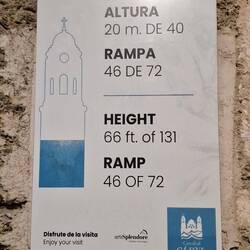 ALTURA
20 m. DE 40
RAMPA
46 DE 72
HEIGHT
66 ft. of 131
RAMP
46 OF 72
Disfrute de la visita
Enjoy your visit
artiSplendore